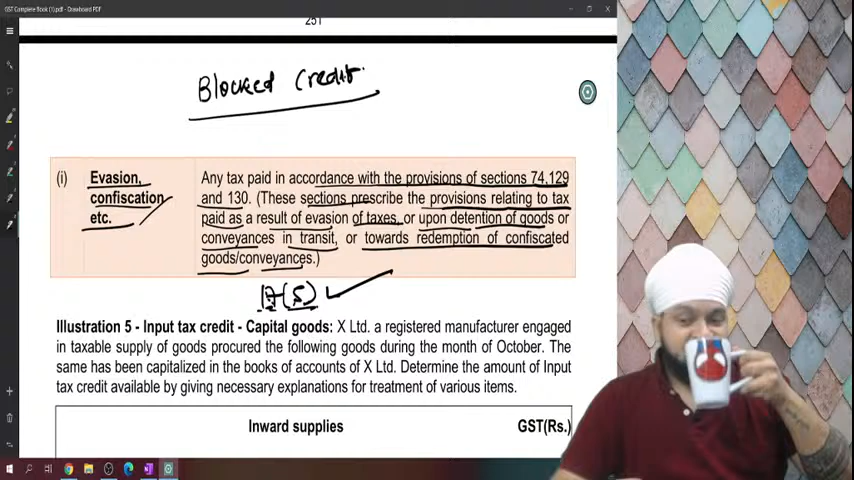 GST Complete Book (1).pdf - Drawboard PDF
251
Blocked Credit
(i) Evasion, confiscation etc.
Any tax paid in accordance with the provisions of sections 74,129
and 130. (These sections prescribe the provisions relating to tax
paid as a result of evasion of taxes, or upon detention of goods or
conveyances in transit, or towards redemption of confiscated
goods/conveyances.)
17(5)
Illustration 5 - Input tax credit - Capital goods: X Ltd. a registered manufacturer engaged
in taxable supply of goods procured the following goods during the month of October. The
same has been capitalized in the books of accounts of X Ltd. Determine the amount of Input
tax credit available by giving necessary explanations for treatment of various items.
Inward supplies GST(Rs.)